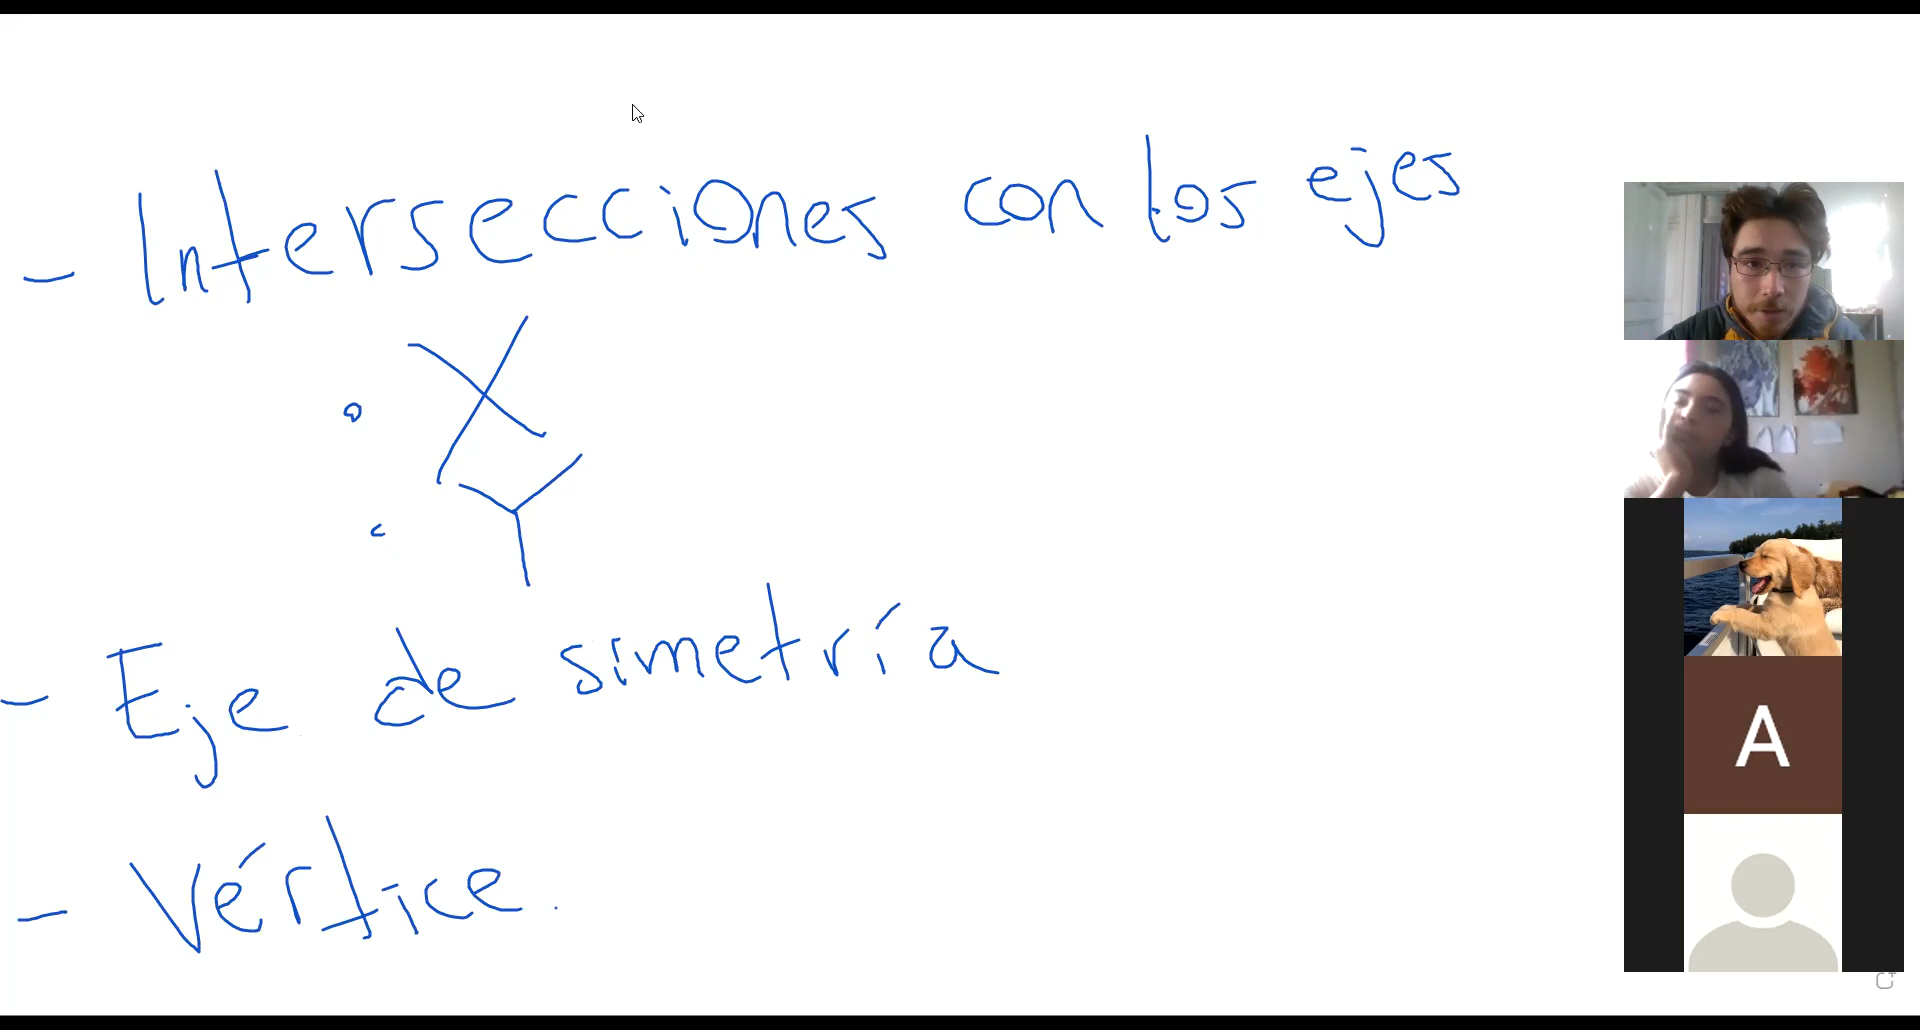 - Intersecciones con los ejes
• X
• Y
- Eje de simetría
- Vértice.
A